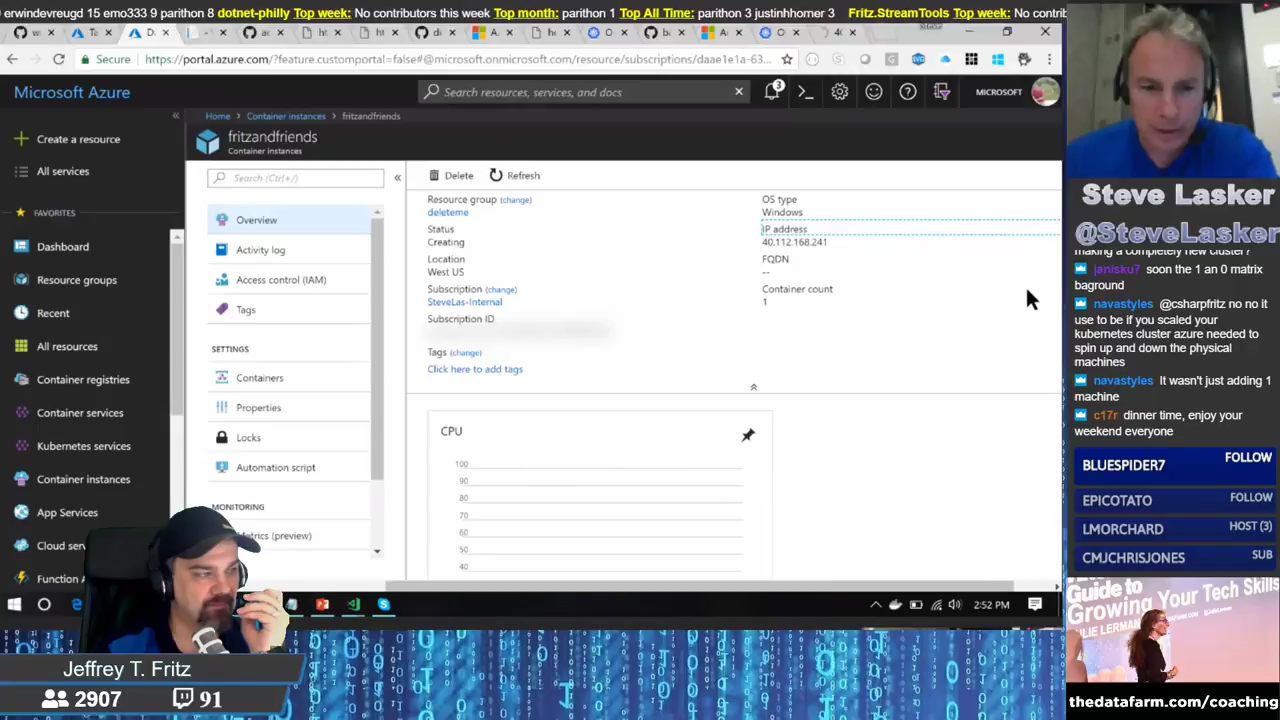 erwindevreugd 15 emo333 9 parithon 8 dotnet-philly Top week: No contributors this week Top month: parithon 1 Top All Time: parithon 3 justinhhorner 3 Fritz.StreamTools Top week: No contrib
Secure https://portal.azure.com feature.customportal=false#@microsoft.onmicrosoft.com/resource/subscriptions/daae1e1a-63...
Microsoft Azure
Search resources, services, and docs
3
MICROSOFT
Create a resource
All services
FAVORITES
Dashboard
Resource groups
Recent
All resources
Container registries
Container services
Kubernetes services
Container instances
App Services
Cloud serv
Function A
Home > Container instances > fritzandfriends
fritzandfriends
Container instances
Search (Ctrl+/)
Overview
Activity log
Access control (IAM)
Tags
SETTINGS
Containers
Properties
Locks
Automation script
MONITORING
Metrics (preview)
Delete
Refresh
Resource group (change)
deleteme
Status
Creating
Location
West US
Subscription (change)
SteveLas-Internal
Subscription ID
Tags (change)
Click here to add tags
OS type
Windows
IP address
40.112.168.241
FQDN
--
Container count
1
CPU
100
90
80
70
60
50
40
2:52 PM
Steve Lasker
@SteveLasker
making a completely new cluster?
janisku7 soon the 1 an 0 matrix
baground
navastyles @csharpfritz no no it
use to be if you scaled your
kubernetes cluster azure needed to
spin up and down the physical
machines
navastyles It wasn't just adding 1
machine
c17r dinner time, enjoy your
weekend everyone
BLUESPIDER7 FOLLOW
EPICOTATO FOLLOW
LMORCHARD HOST (3)
CMJCHRISJONES SUB
Guide to
Growing Your Tech Skills
JULIE LERMAN
thedatafarm.com/coaching
Jeffrey T. Fritz
2907
91